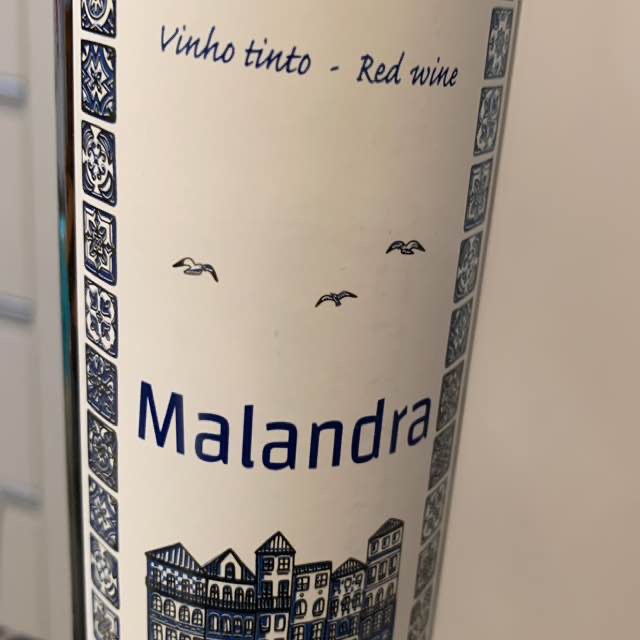 Vinho tinto - Red wine
Malandra